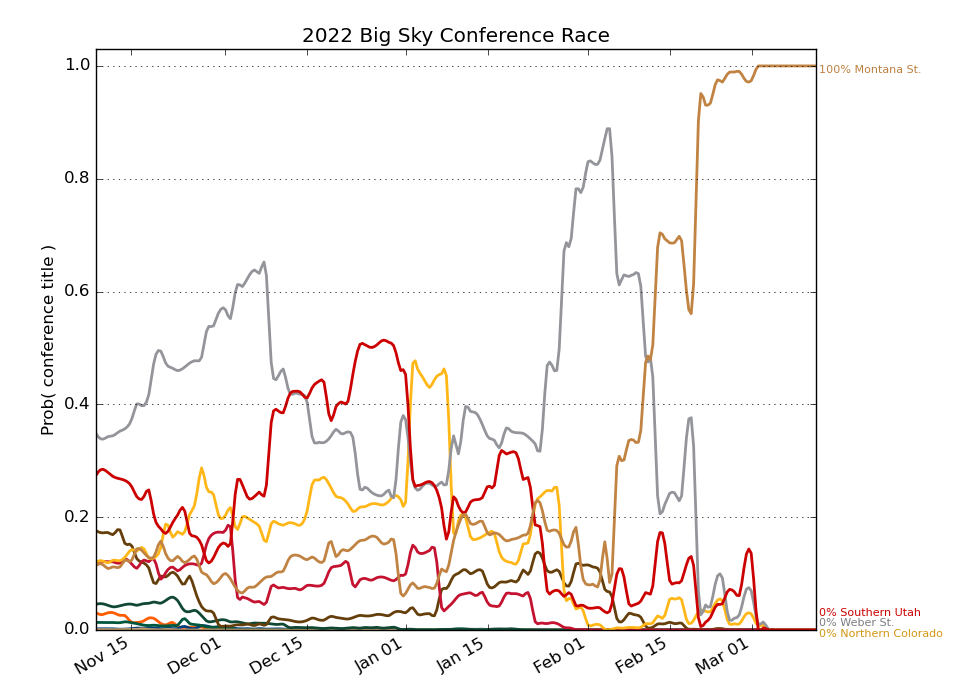 2022 Big Sky Conference Race
Prob( conference title )
1.0
0.8
0.6
0.4
0.2
0.0
Nov 15
Dec 01
Dec 15
Jan 01
Jan 15
Feb 01
Feb 15
Mar 01
100% Montana St.
0% Southern Utah
0% Weber St.
0% Northern Colorado